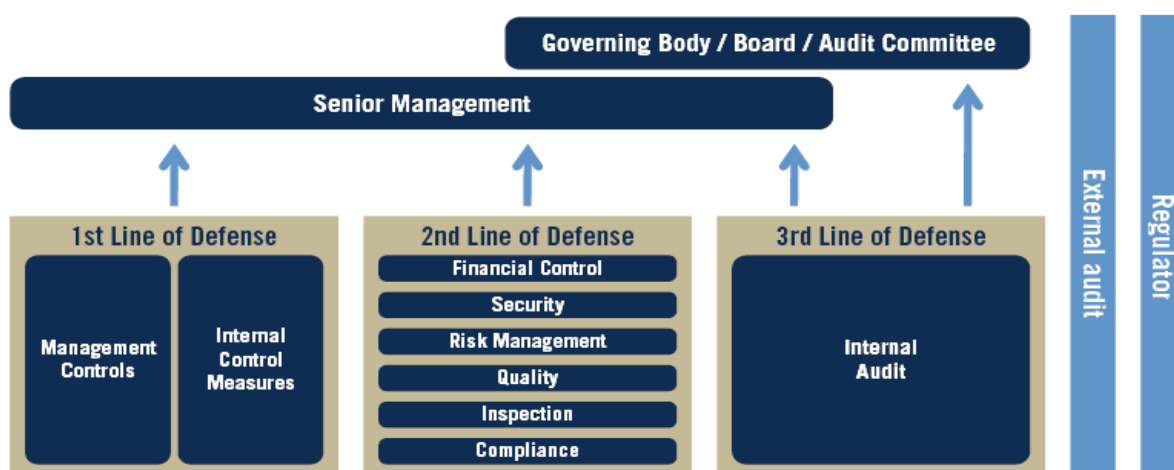 Governing Body / Board / Audit Committee
Senior Management
1st Line of Defense
Management
Controls
Internal
Control
Measures
2nd Line of Defense
Financial Control
Security
Risk Management
Quality
Inspection
Compliance
3rd Line of Defense
Internal
Audit
External audit
Regulator